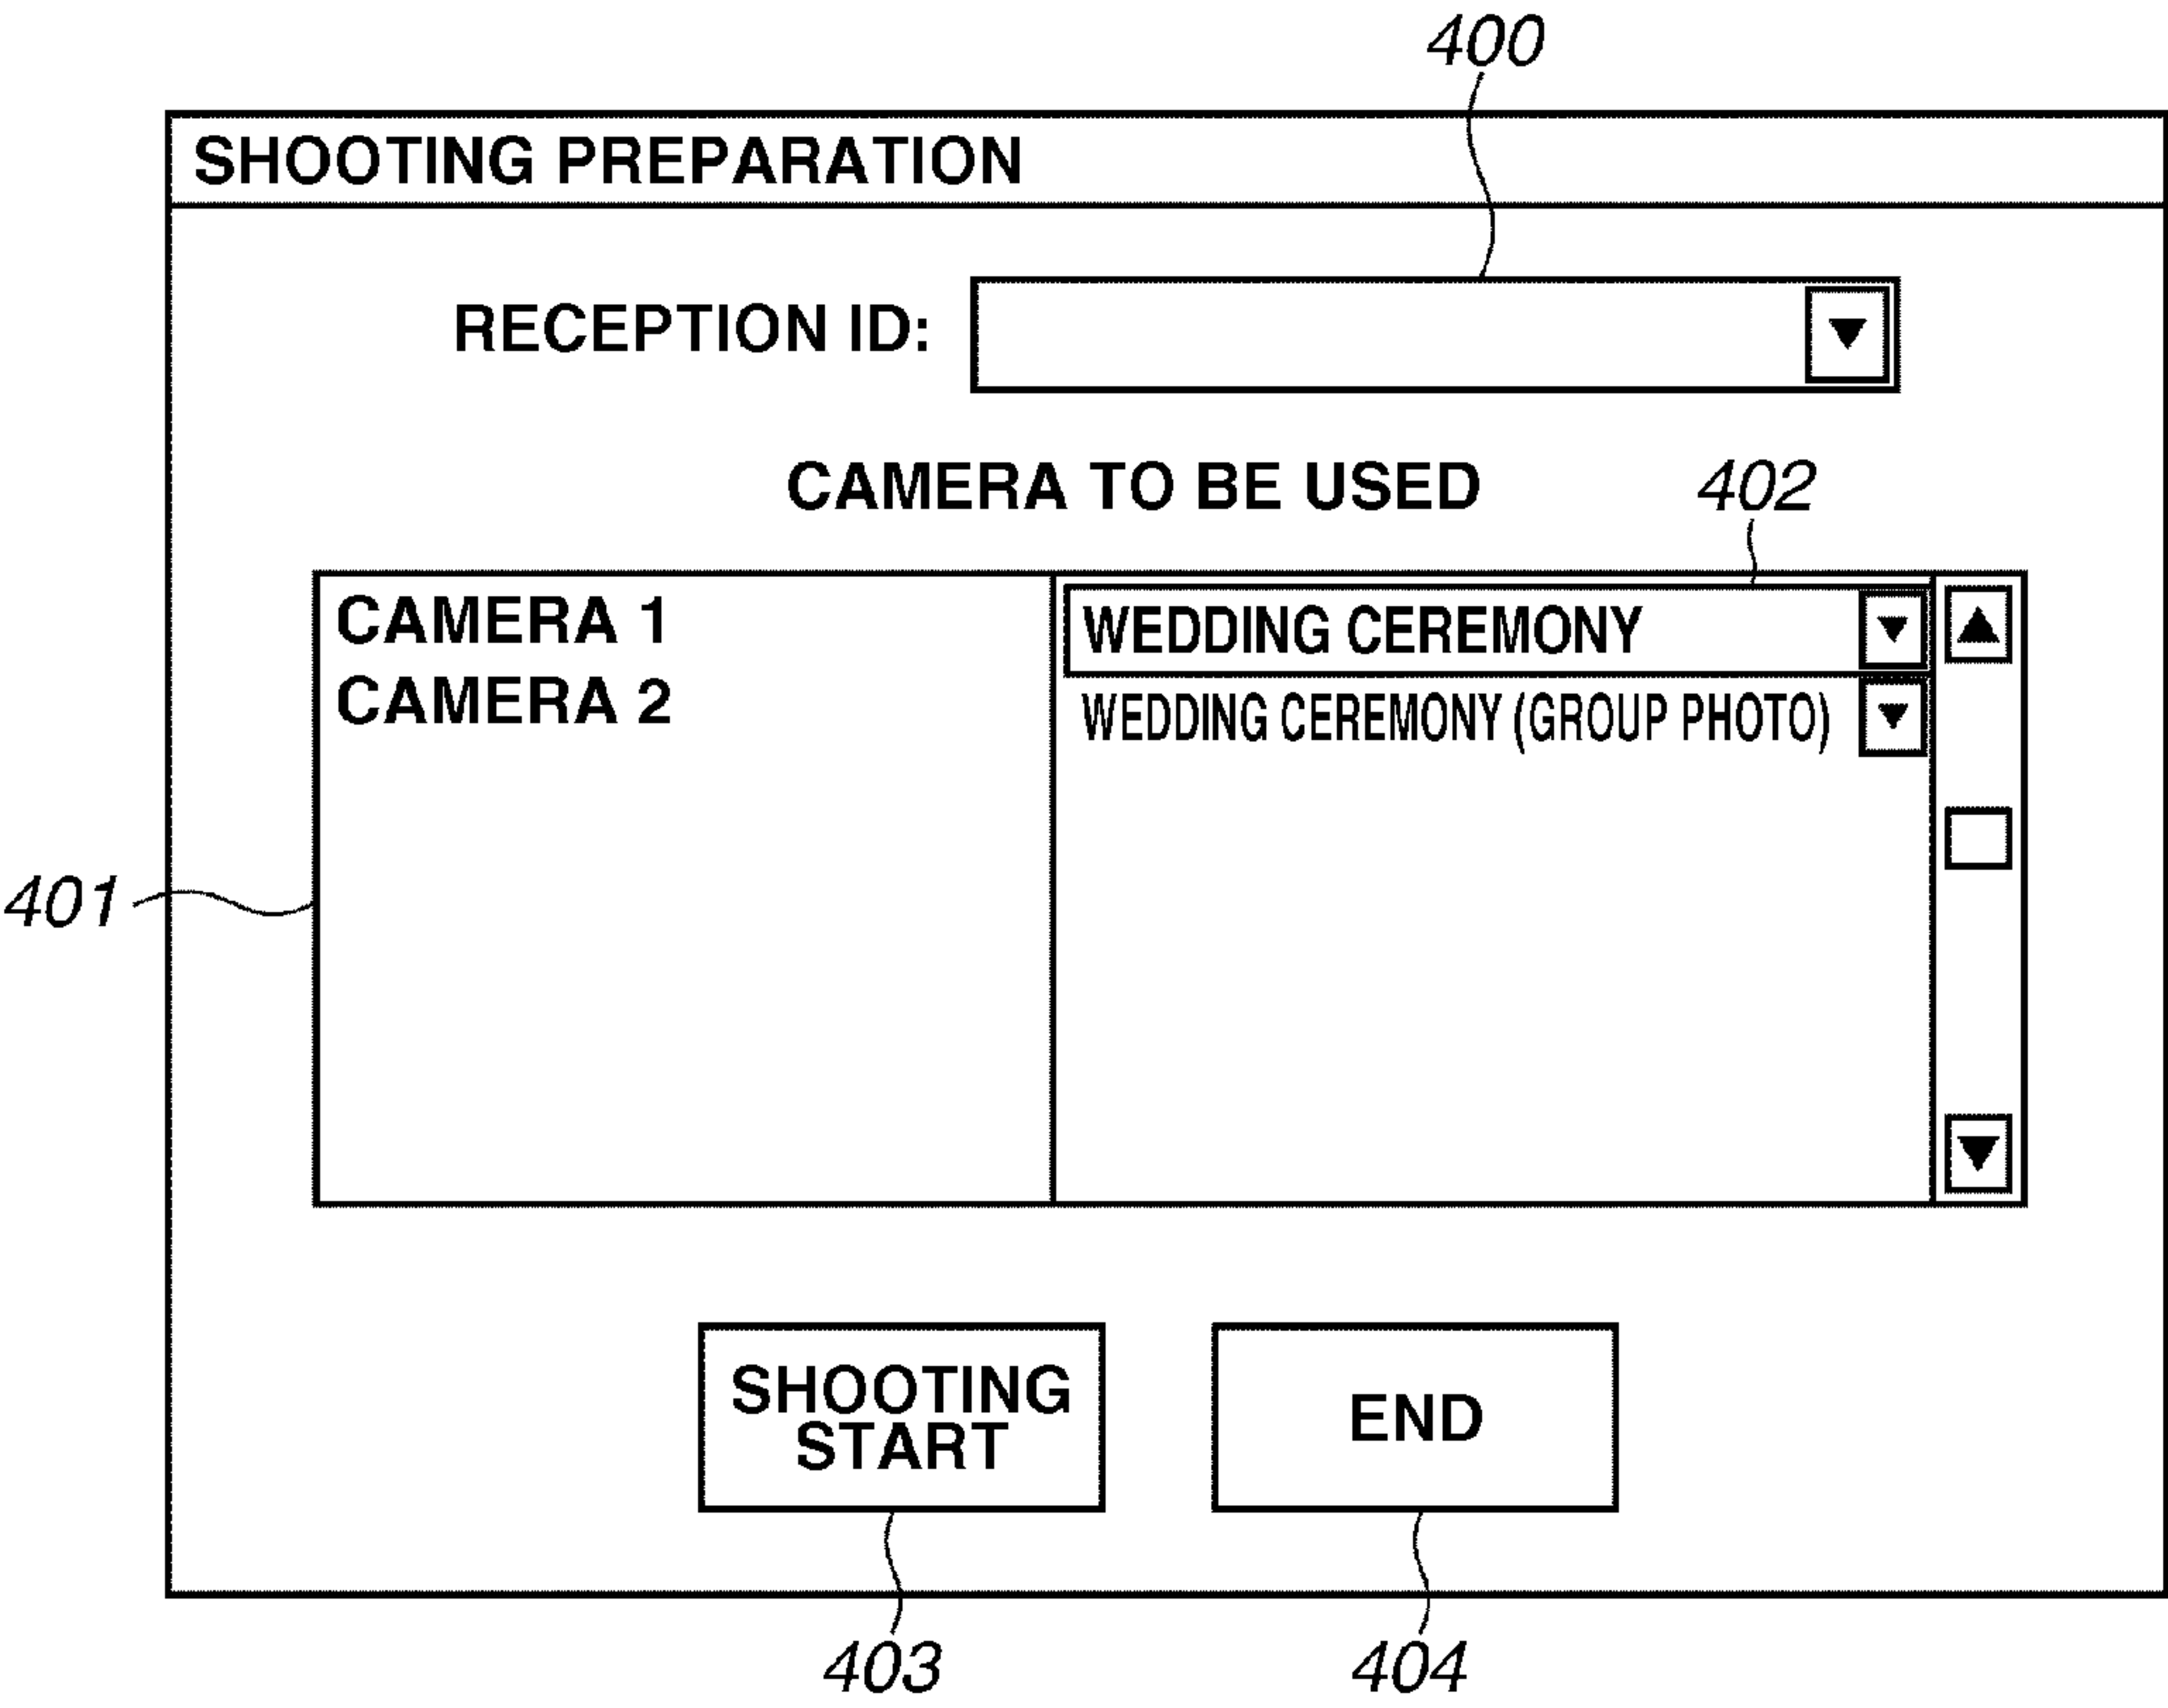 400
SHOOTING PREPARATION
RECEPTION ID:
CAMERA TO BE USED
402
CAMERA 1
WEDDING CEREMONY
CAMERA 2
WEDDING CEREMONY (GROUP PHOTO)
401
SHOOTING
START
END
403
404